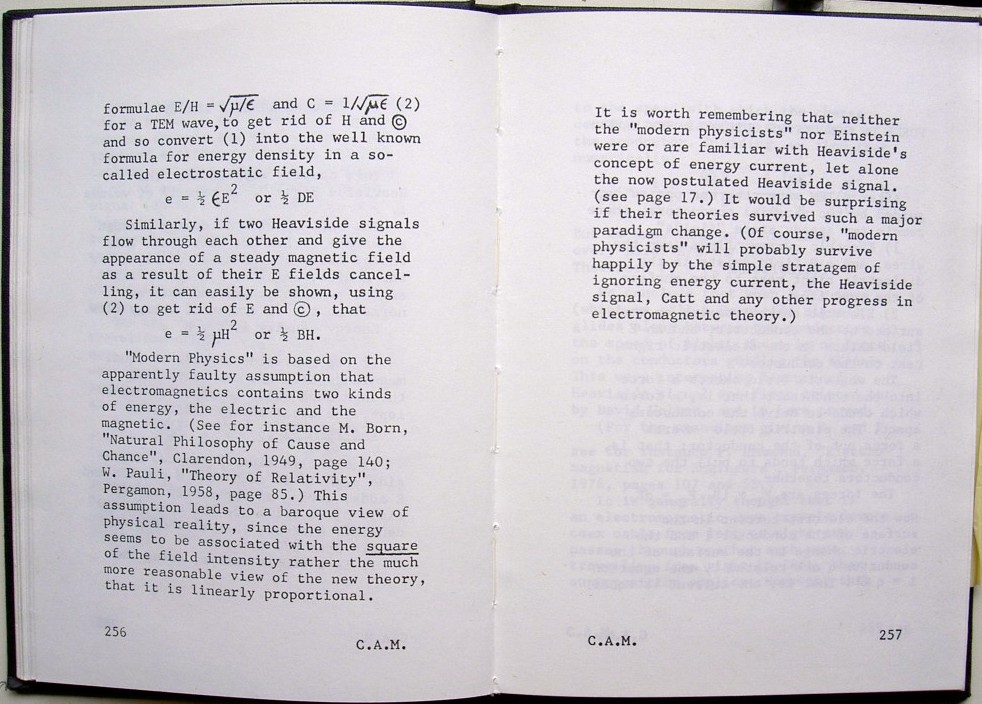 formulae E/H = √μ/ϵ and C = 1/√μϵ (2)
for a TEM wave, to get rid of H and ©
and so convert (1) into the well known
formula for energy density in a so-
called electrostatic field,
e = ½ ϵE² or ½ DE
Similarly, if two Heaviside signals
flow through each other and give the
appearance of a steady magnetic field
as a result of their E fields cancel-
ling, it can easily be shown, using
(2) to get rid of E and ©, that
e = ½ μH² or ½ BH.
"Modern Physics" is based on the
apparently faulty assumption that
electromagnetics contains two kinds
of energy, the electric and the
magnetic. (See for instance M. Born,
"Natural Philosophy of Cause and
Chance", Clarendon, 1949, page 140;
W. Pauli, "Theory of Relativity",
Pergamon, 1958, page 85.) This
assumption leads to a baroque view of
physical reality, since the energy
seems to be associated with the square
of the field intensity rather the much
more reasonable view of the new theory,
that it is linearly proportional.
256
C.A.M.
It is worth remembering that neither
the "modern physicists" nor Einstein
were or are familiar with Heaviside's
concept of energy current, let alone
the now postulated Heaviside signal.
(see page 17.) It would be surprising
if their theories survived such a major
paradigm change. (Of course, "modern
physicists" will probably survive
happily by the simple stratagem of
ignoring energy current, the Heaviside
signal, Catt and any other progress in
electromagnetic theory.)
C.A.M.
257